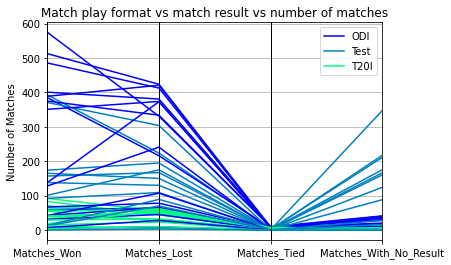 Match play format vs match result vs number of matches
600
500
400
300
200
100
0
Number of Matches
ODI
Test
T20I
Matches_Won
Matches_Lost
Matches_Tied
Matches_With_No_Result